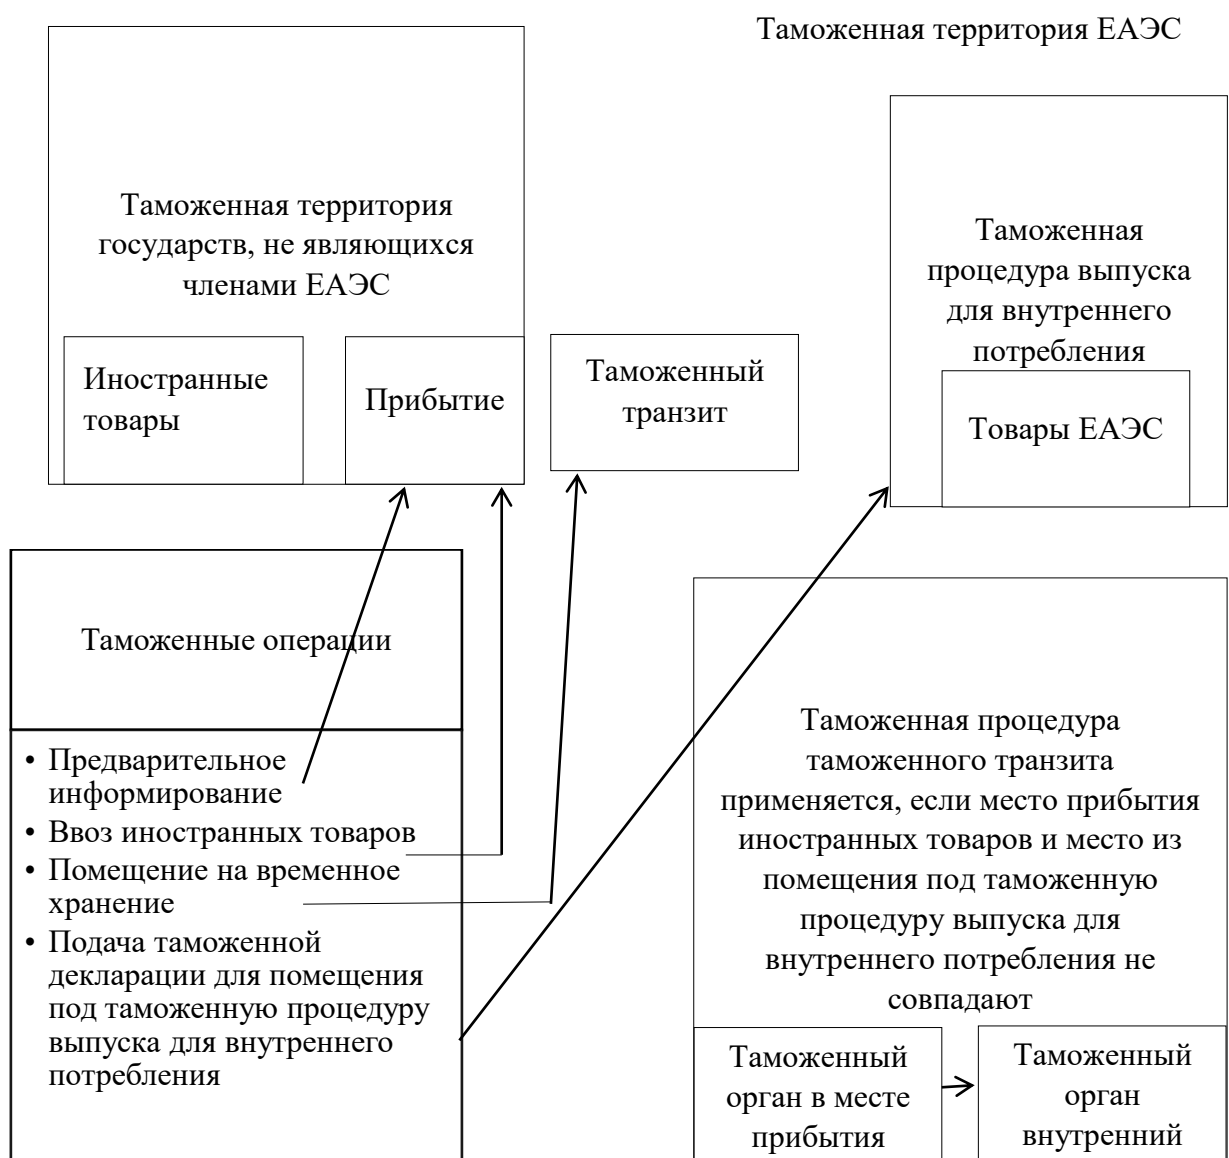 Таможенная территория ЕАЭС
Таможенная территория
государств, не являющихся
членами ЕАЭС
Иностранные
товары
Прибытие
Таможенный
транзит
Таможенная
процедура выпуска
для внутреннего
потребления
Товары ЕАЭС
Таможенные операции
• Предварительное
информирование
• Ввоз иностранных товаров
• Помещение на временное
хранение
• Подача таможенной
декларации для помещения
под таможенную процедуру
выпуска для внутреннего
потребления
Таможенная процедура
таможенного транзита
применяется, если место прибытия
иностранных товаров и место из
помещения под таможенную
процедуру выпуска для
внутреннего потребления не
совпадают
Таможенный
орган в месте
прибытия
Таможенный
орган
внутренний